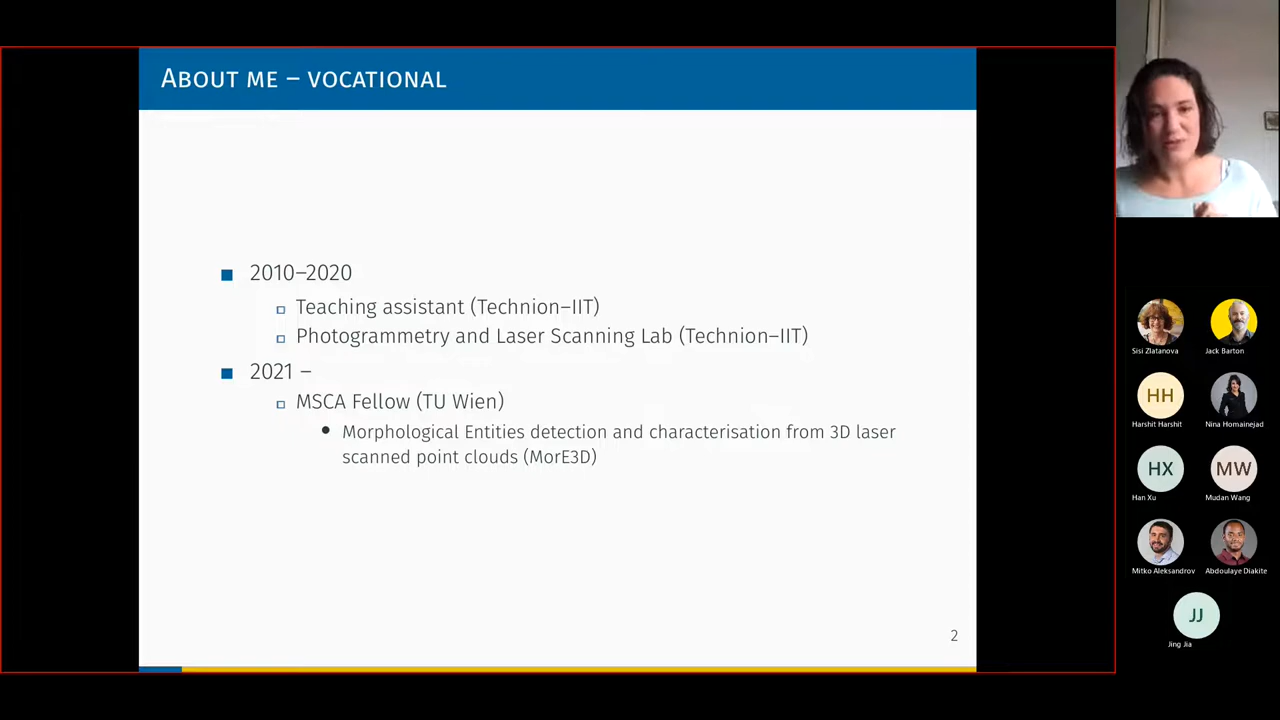 About me – vocational
2010–2020
Teaching assistant (Technion–IIT)
Photogrammetry and Laser Scanning Lab (Technion–IIT)
2021 –
MSCA Fellow (TU Wien)
Morphological Entities detection and characterisation from 3D laser
scanned point clouds (MorE3D)
2
Sisi Zlatanova
Jack Barton
HH
Harshit Harshit
Nina Homainejad
HX
Han Xu
MW
Mudan Wang
Mitko Aleksandrov
Abdoulaye Diakite
JJ
Jing Jia